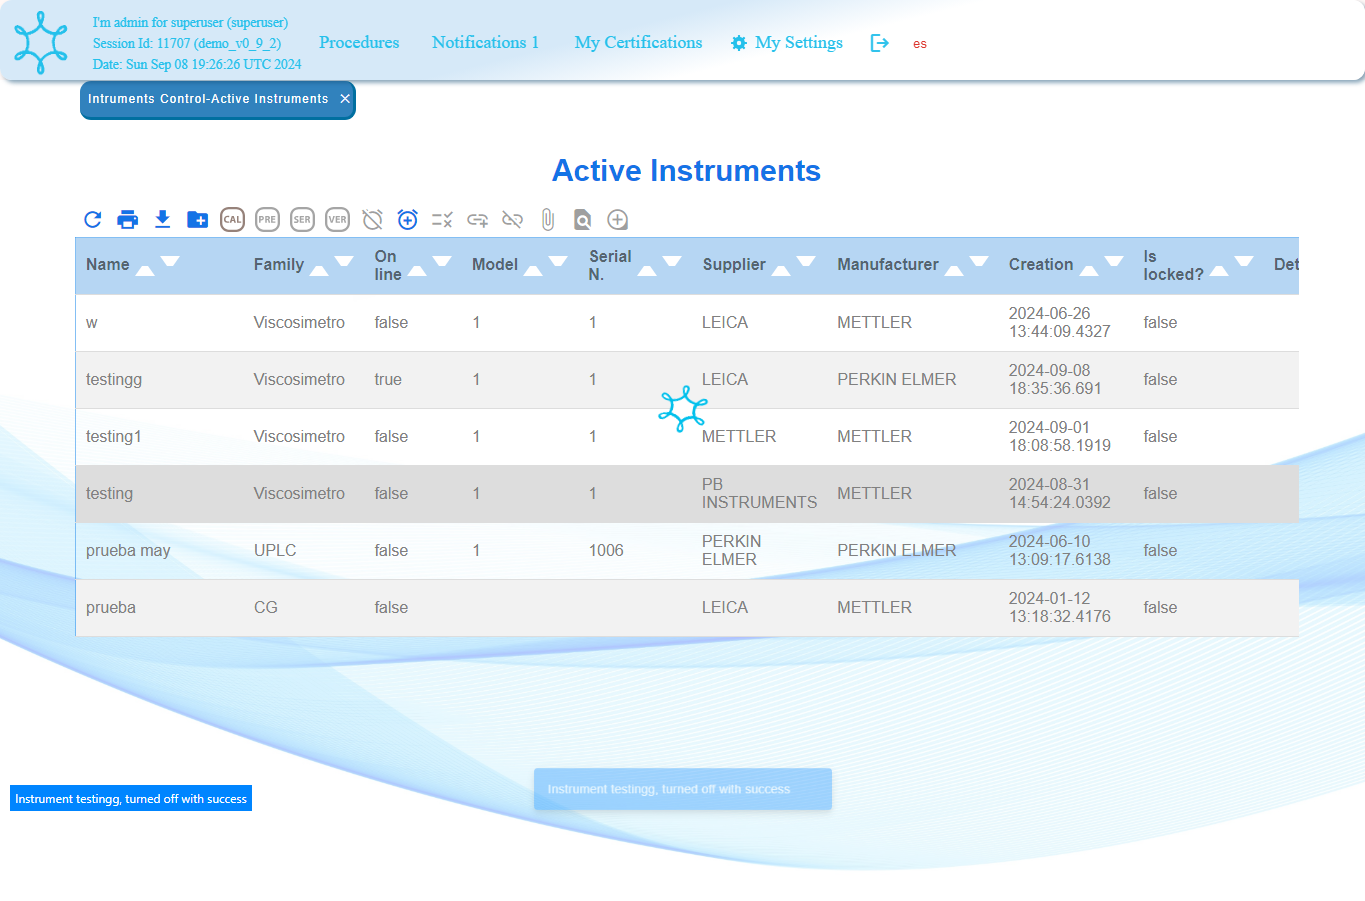 I'm admin for superuser (superuser)
Session Id: 11707 (demo_v0_9_2)
Date: Sun Sep 08 19:26:26 UTC 2024
Procedures
Notifications 1
My Certifications
My Settings
es
Intruments Control-Active Instruments
Active Instruments
CAL PRE SER VER
Name Family On line Model Serial N. Supplier Manufacturer Creation Is locked? Det
w Viscosimetro false 1 1 LEICA METTLER 2024-06-26 13:44:09.4327 false
testingg Viscosimetro true 1 1 LEICA PERKIN ELMER 2024-09-08 18:35:36.691 false
testing1 Viscosimetro false 1 1 METTLER METTLER 2024-09-01 18:08:58.1919 false
testing Viscosimetro false 1 1 PB INSTRUMENTS METTLER 2024-08-31 14:54:24.0392 false
prueba may UPLC false 1 1006 PERKIN ELMER PERKIN ELMER 2024-06-10 13:09:17.6138 false
prueba CG false LEICA METTLER 2024-01-12 13:18:32.4176 false
Instrument testingg, turned off with success
Instrument testingg, turned off with success